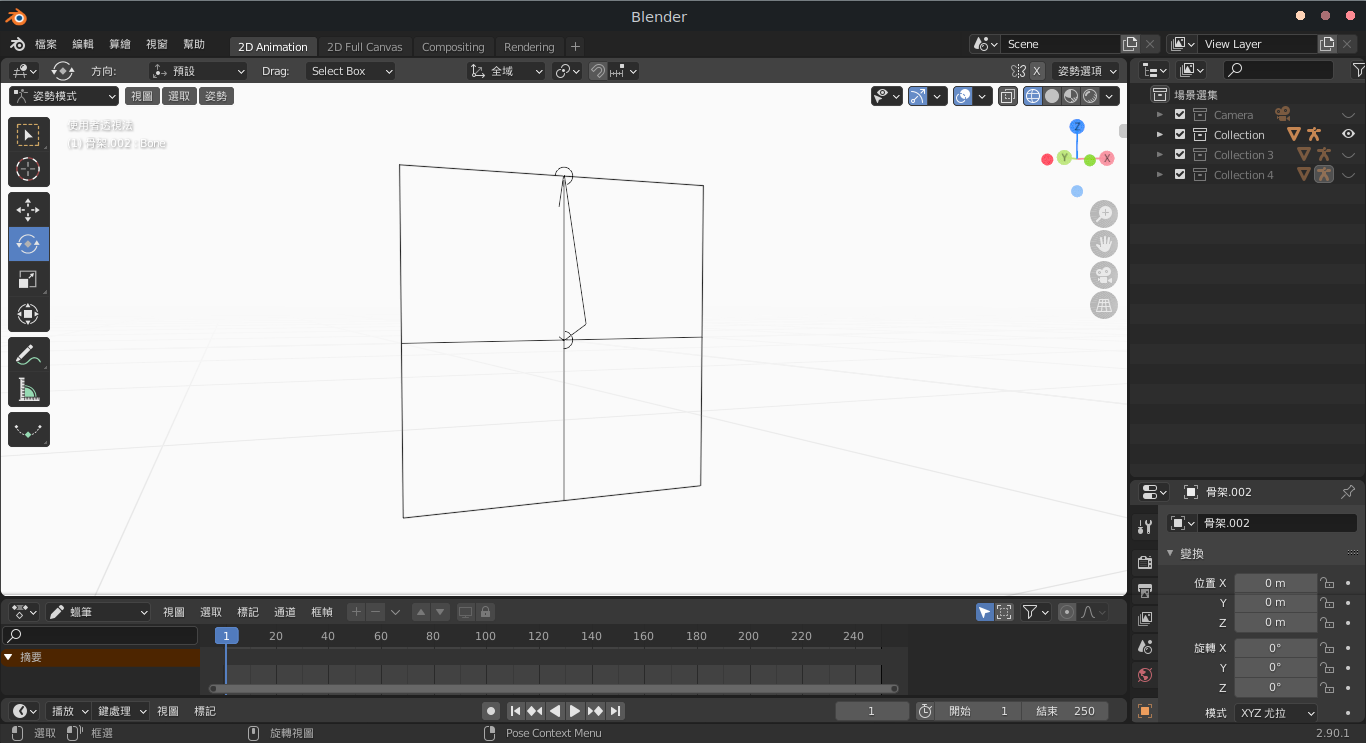 Blender
檔案 編輯 算繪 視窗 幫助 2D Animation 2D Full Canvas Compositing Rendering + Scene View Layer
方向: 預設 Drag: Select Box 全域 X 姿勢選項
姿勢模式 視圖 選取 姿勢
使用者透視法
(1) 骨架.002 : Bone
Z
Y X
場景選集
Camera
Collection
Collection 3
Collection 4
骨架.002
骨架.002
變換
位置 X 0 m
Y 0 m
Z 0 m
旋轉 X 0°
Y 0°
Z 0°
模式 XYZ 尤拉
蠟筆 視圖 選取 標記 通道 框幀
1 20 40 60 80 100 120 140 160 180 200 220 240
摘要
播放 鍵處理 視圖 標記 1 開始 1 結束 250
選取 框選 旋轉視圖 Pose Context Menu 2.90.1